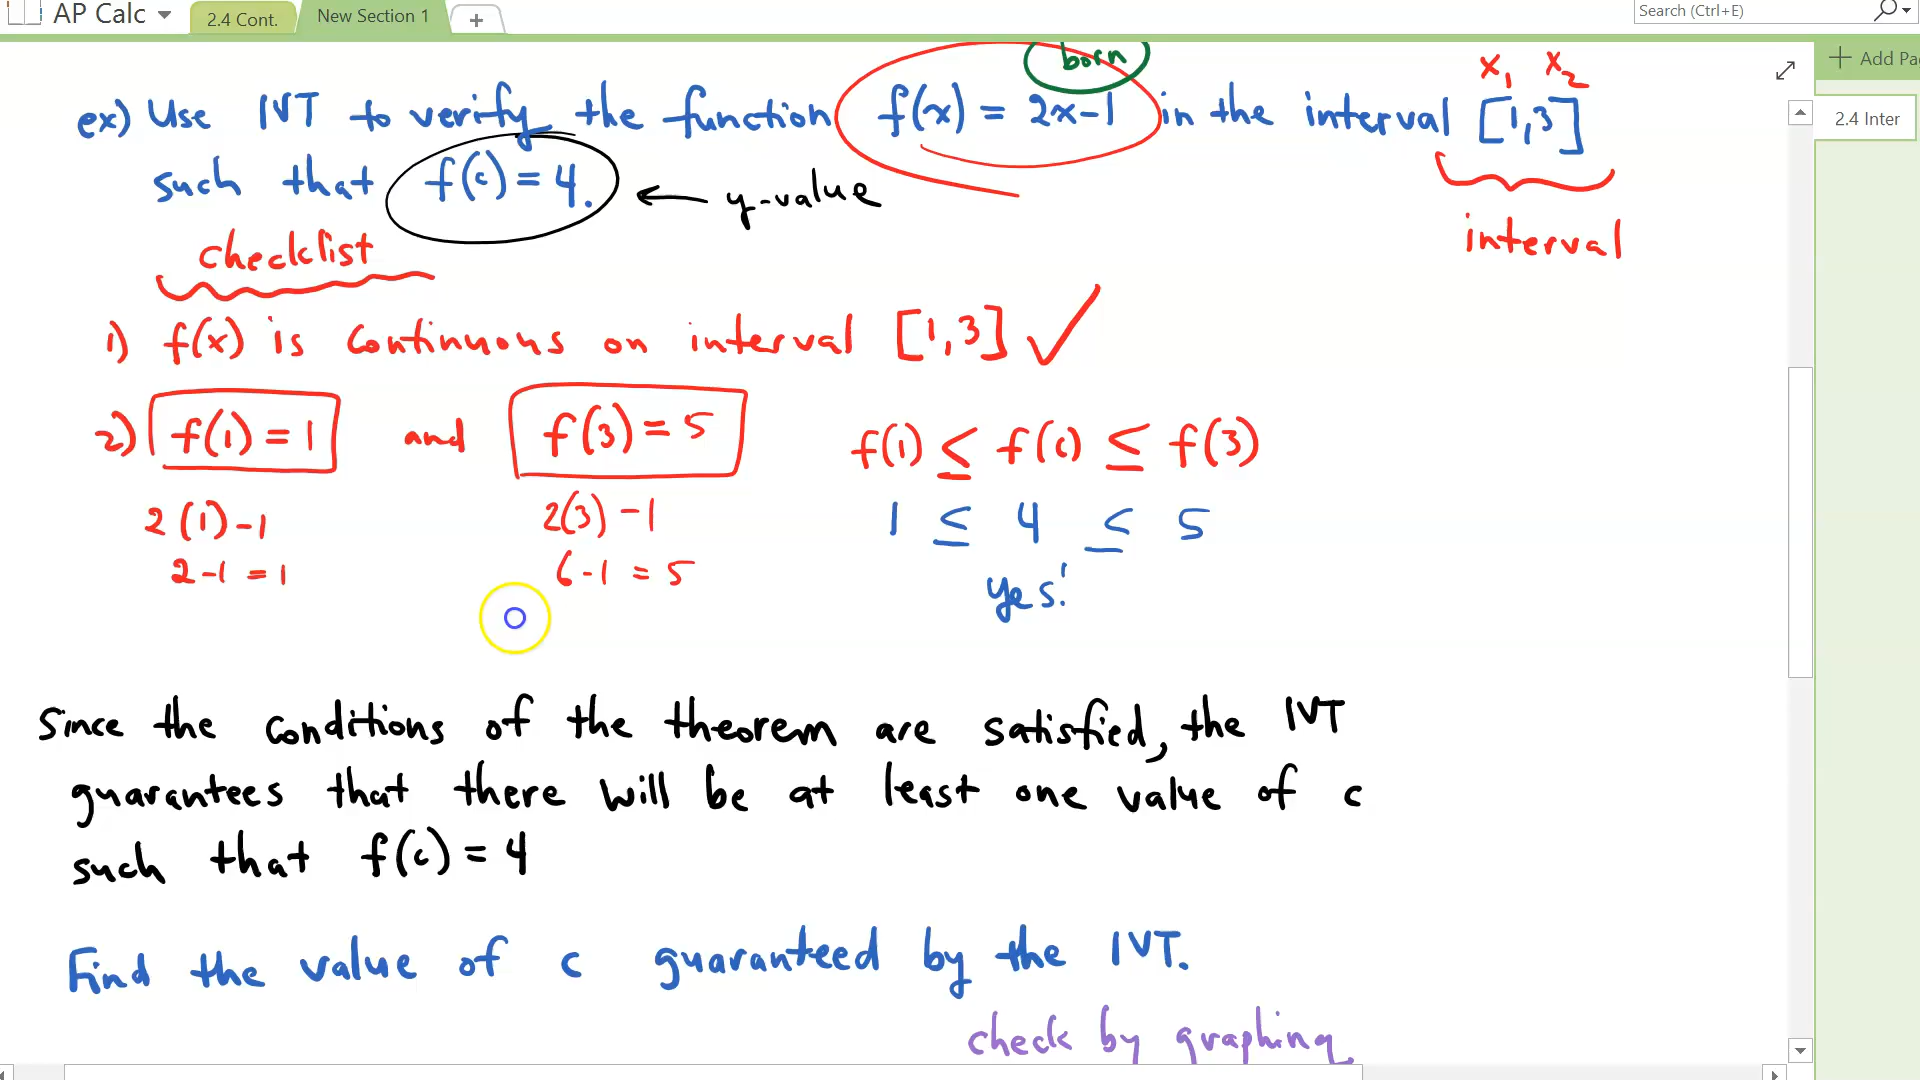 AP Calc
2.4 Cont.
New Section 1
+
Search (Ctrl+E)
Add Pa
2.4 Inter
born
x₁ x₂
ex) Use IVT to verify the function f(x) = 2x-1 in the interval [1,3]
such that f(c) = 4. ← y-value
interval
checklist
1) f(x) is continuous on interval [1,3] ✓
2) f(1) = 1 and f(3) = 5 f(1) ≤ f(c) ≤ f(3)
2(1)-1 2(3)-1 1 ≤ 4 ≤ 5
2-1 = 1 6-1 = 5 yes!
Since the conditions of the theorem are satisfied, the IVT
guarantees that there will be at least one value of c
such that f(c) = 4
Find the value of c guaranteed by the IVT.
check by graphing